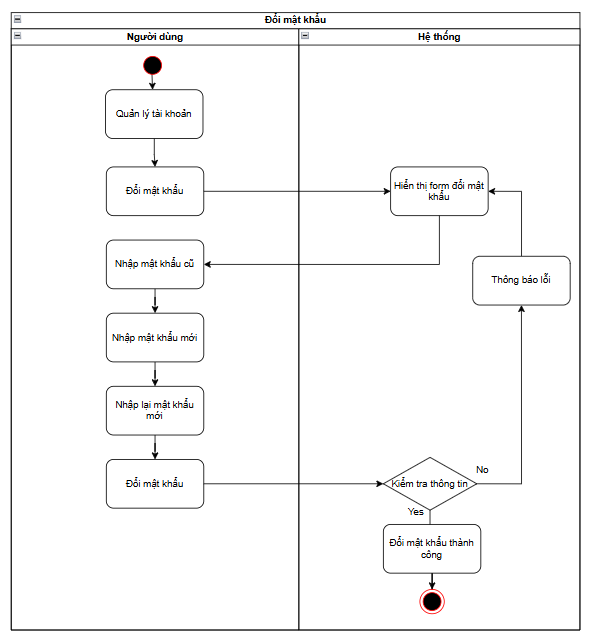 Đổi mật khẩu
Người dùng
Hệ thống
Quản lý tài khoản
Đổi mật khẩu
Hiển thị form đổi mật
khẩu
Nhập mật khẩu cũ
Thông báo lỗi
Nhập mật khẩu mới
Nhập lại mật khẩu
mới
Đổi mật khẩu
Kiểm tra thông tin
No
Yes
Đổi mật khẩu thành
công